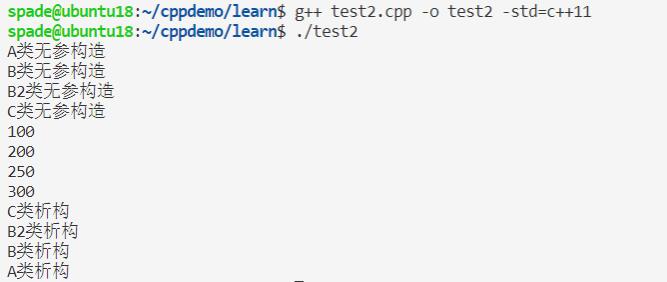 spade@ubuntu18:~/cppdemo/learn$ g++ test2.cpp -o test2 -std=c++11
spade@ubuntu18:~/cppdemo/learn$ ./test2
A类无参构造
B类无参构造
B2类无参构造
C类无参构造
100
200
250
300
C类析构
B2类析构
B类析构
A类析构